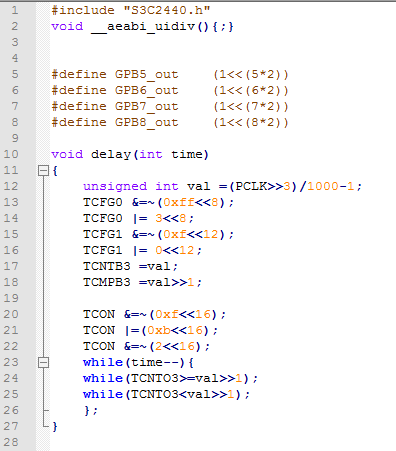 1 #include "S3C2440.h"
2 void __aeabi_uidiv(){;}
3
4
5 #define GPB5_out    (1<<(5*2))
6 #define GPB6_out    (1<<(6*2))
7 #define GPB7_out    (1<<(7*2))
8 #define GPB8_out    (1<<(8*2))
9
10 void delay(int time)
11 {
12     unsigned int val =(PCLK>>3)/1000-1;
13     TCFG0 &=~(0xff<<8);
14     TCFG0 |= 3<<8;
15     TCFG1 &=~(0xf<<12);
16     TCFG1 |= 0<<12;
17     TCNTB3 =val;
18     TCMPB3 =val>>1;
19
20     TCON &=~(0xf<<16);
21     TCON |=(0xb<<16);
22     TCON &=~(2<<16);
23     while(time--){
24     while(TCNTO3>=val>>1);
25     while(TCNTO3<val>>1);
26     };
27 }
28